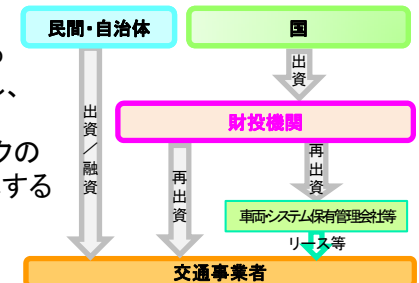 民間・自治体
国
出資
出資／融資
財投機関
再出資
再出資
車両・システム保有管理会社等
リース等
交通事業者
し、
クの
する